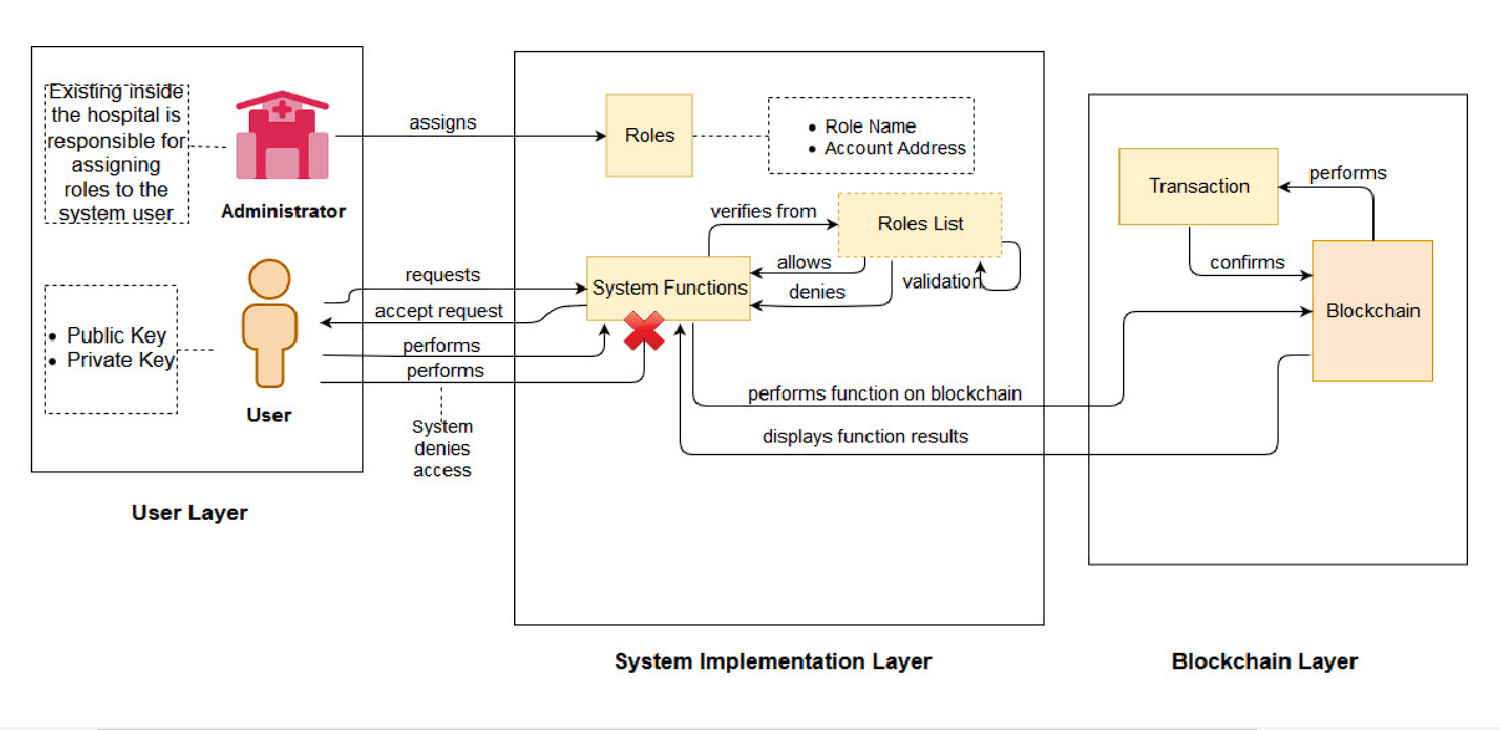 Existing inside
the hospital is
responsible for
assigning
roles to the
system user
Administrator
assigns
Roles
• Role Name
• Account Address
• Public Key
• Private Key
User
requests
accept request
performs
performs
System
denies
access
verifies from
Roles List
allows
denies
validation
System Functions
performs function on blockchain
displays function results
Transaction
performs
confirms
Blockchain
User Layer
System Implementation Layer
Blockchain Layer